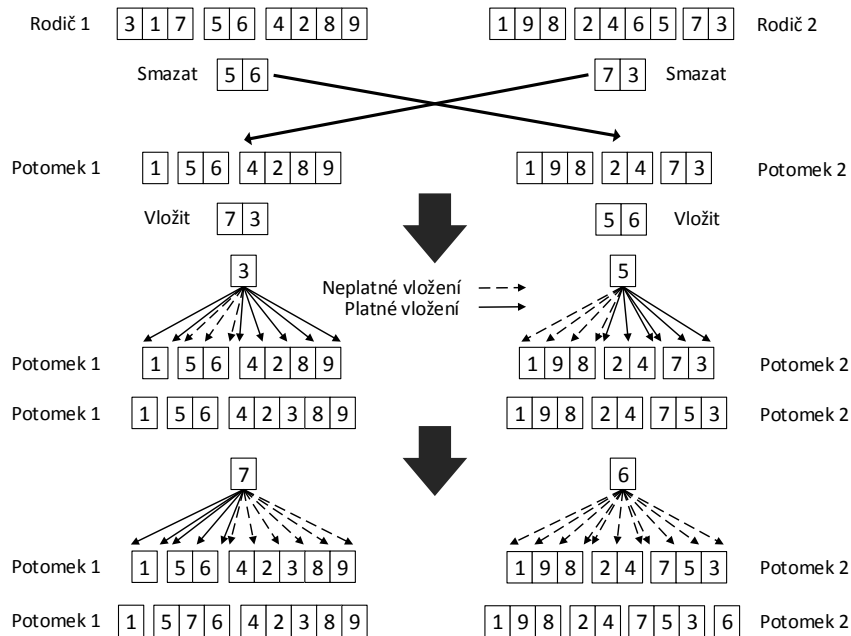 Rodič 1 3 1 7 5 6 4 2 8 9 1 9 8 2 4 6 5 7 3 Rodič 2
Smazat 5 6 7 3 Smazat
Potomek 1 1 5 6 4 2 8 9 1 9 8 2 4 7 3 Potomek 2
Vložit 7 3 5 6 Vložit
3 5
Neplatné vložení
Platné vložení
Potomek 1 1 5 6 4 2 8 9 1 9 8 2 4 7 3 Potomek 2
Potomek 1 1 5 6 4 2 3 8 9 1 9 8 2 4 7 5 3 Potomek 2
7 6
Potomek 1 1 5 6 4 2 3 8 9 1 9 8 2 4 7 5 3 Potomek 2
Potomek 1 1 5 7 6 4 2 3 8 9 1 9 8 2 4 7 5 3 6 Potomek 2